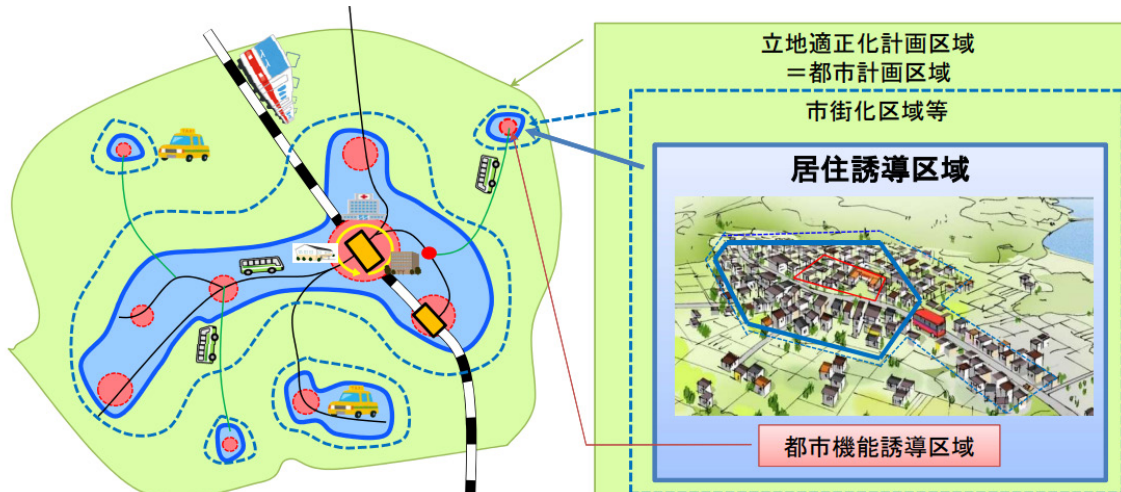 立地適正化計画区域
＝都市計画区域
市街化区域等
居住誘導区域
都市機能誘導区域